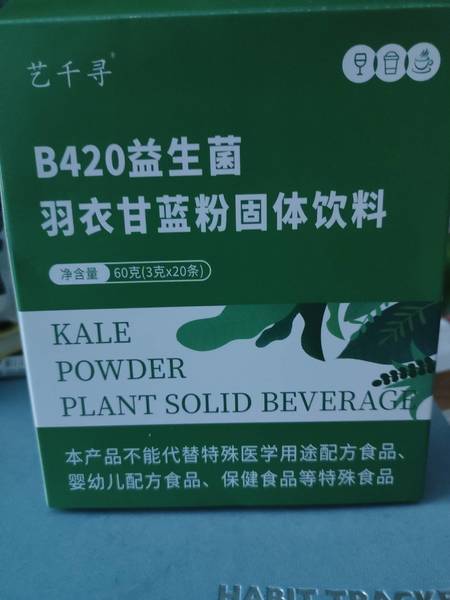 艺千寻®
B420益生菌
羽衣甘蓝粉固体饮料
净含量 60克(3克x20条)
KALE
POWDER
PLANT SOLID BEVERAGE
本产品不能代替特殊医学用途配方食品、
婴幼儿配方食品、保健食品等特殊食品
HABIT TRACKE